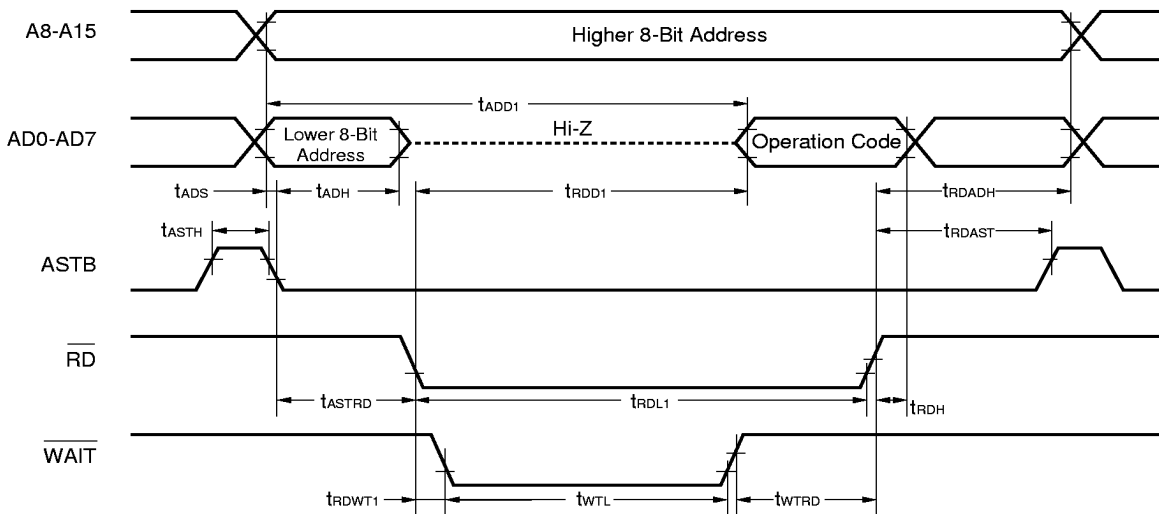 A8-A15
Higher 8-Bit Address
tADD1
AD0-AD7
Lower 8-Bit
Address
Hi-Z
Operation Code
tADS
tADH
tRDD1
tRDADH
tASTH
tRDAST
ASTB
RD
tASTRD
tRDL1
tRDH
WAIT
tRDWT1
tWTL
tWTRD